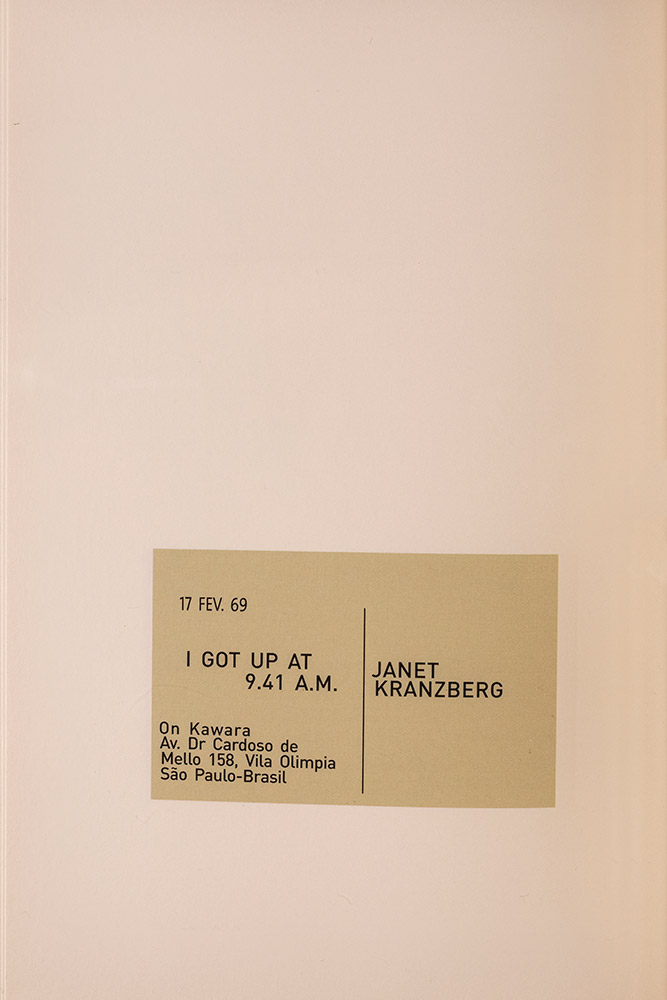 17 FEV. 69
I GOT UP AT
9.41 A.M.
On Kawara
Av. Dr Cardoso de
Mello 158, Vila Olimpia
São Paulo-Brasil
JANET
KRANZBERG